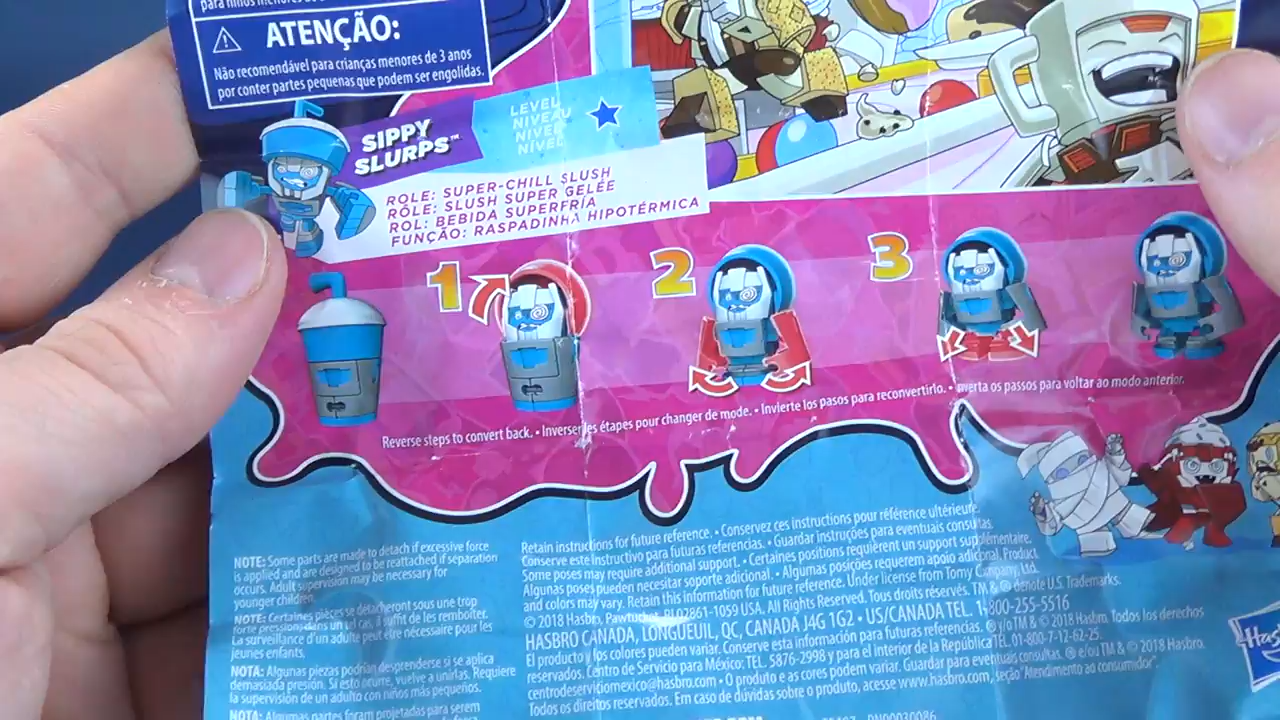 para niños menores de
ATENÇÃO:
Não recomendável para crianças menores de 3 anos
por conter partes pequenas que podem ser engolidas.
SIPPY
SLURPS™
LEVEL
NIVEAU
NIVEL
NÍVEL
ROLE: SUPER-CHILL SLUSH
RÔLE: SLUSH SUPER GELÉE
ROL: BEBIDA SUPERFRÍA
FUNÇÃO: RASPADINHA HIPOTÉRMICA
1
2
3
Reverse steps to convert back. • Inverser les étapes pour changer de mode. • Invierte los pasos para reconvertirlo. • Inverta os passos para voltar ao modo anterior.
NOTE: Some parts are made to detach if excessive force
is applied and are designed to be reattached if separation
occurs. Adult supervision may be necessary for
younger children.
NOTE: Certaines pièces se détacheront sous une trop
forte pression; dans un tel cas, il suffit de les remboîter.
La surveillance d'un adulte peut être nécessaire pour les
jeunes enfants.
NOTA: Algunas piezas podrían desprenderse si se aplica
demasiada presión. Si esto ocurre, vuelve a unirlas. Requiere
la supervisión de un adulto con niños más pequeños.
NOTA: Algumas partes foram projetadas para serem
Retain instructions for future reference. • Conservez ces instructions pour référence ultérieure.
Conserve este instructivo para futuras referencias. • Guardar instruções para eventuais consultas.
Some poses may require additional support. • Certaines positions requièrent un support supplémentaire.
Algunas poses pueden necesitar soporte adicional. • Algumas poses requerem apoio adicional. Product
and colors may vary. Retain this information for future reference. Under license from Tomy Company, Ltd.
© 2018 Hasbro, Pawtucket, RI 02861-1059 USA. All Rights Reserved. Tous droits réservés. TM & ® denote U.S. Trademarks.
HASBRO CANADA, LONGUEUIL, QC, CANADA J4G 1G2 • US/CANADA TEL. 1-800-255-5516
El producto y los colores pueden variar. Conserve esta información para futuras referencias. ® y/o TM & © Hasbro. Todos los derechos
reservados. Centro de Servicio para México: TEL. 5876-2998 y para el interior de la República TEL. 01-800-7-12-62-25.
centrodeserviciomexico@hasbro.com • O produto e as cores podem variar. Guardar para eventuais consultas. ® e/ou TM & © 2018 Hasbro.
Todos os direitos reservados. Em caso de dúvidas sobre o produto, acesse www.hasbro.com, seção "Atendimento ao consumidor".
PN00030086
Has